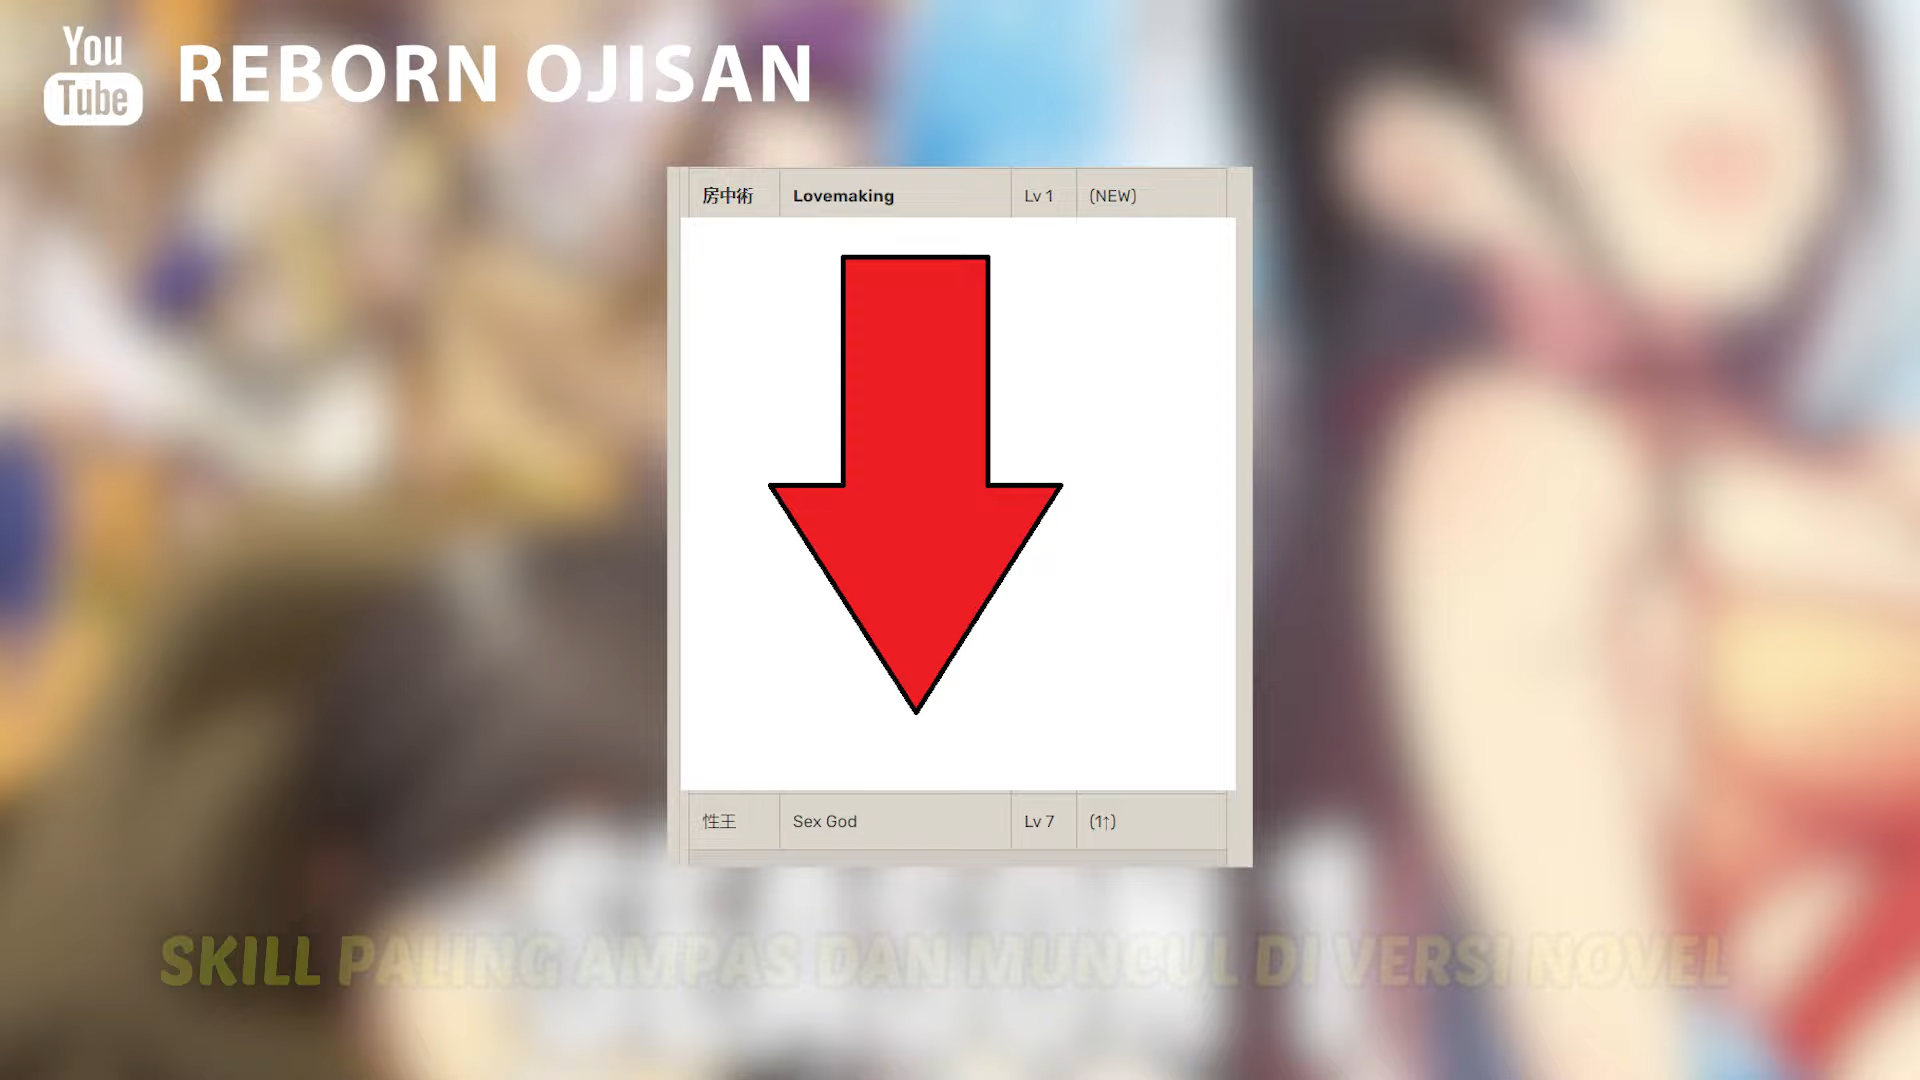 You
Tube
REBORN OJISAN
房中術 Lovemaking Lv 1 (NEW)
性王 Sex God Lv 7 (1↑)
SKILL PALING AMPAS DAN MUNCUL DI VERSI NOVEL